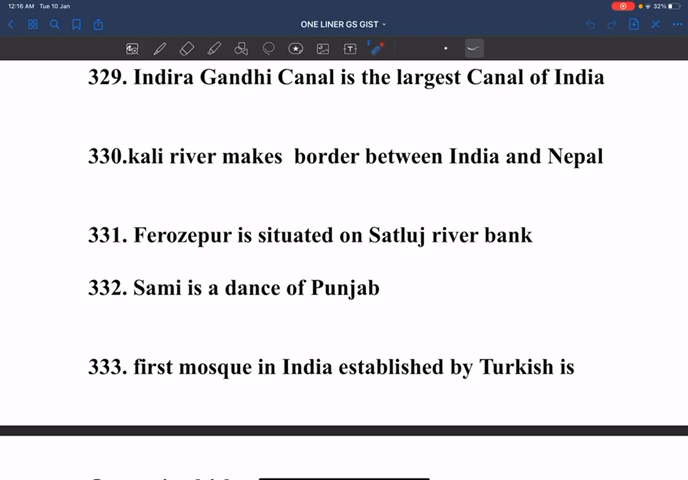 12:16 AM Tue 10 Jan
32%
ONE LINER GS GIST
329. Indira Gandhi Canal is the largest Canal of India
330.kali river makes border between India and Nepal
331. Ferozepur is situated on Satluj river bank
332. Sami is a dance of Punjab
333. first mosque in India established by Turkish is